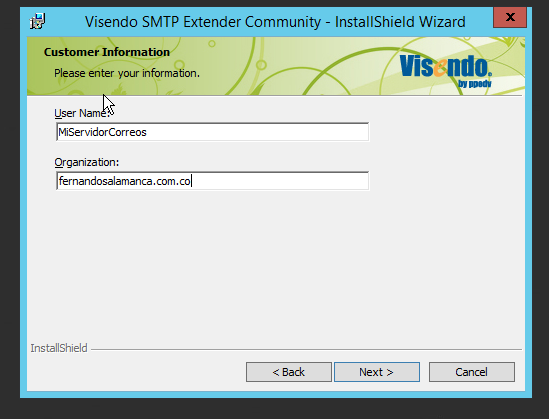 Visendo SMTP Extender Community - InstallShield Wizard
x
Customer Information
Please enter your information.
Visendo.
by ppedv
User Name:
MiServidorCorreos
Organization:
fernandosalamanca.com.co
InstallShield
< Back
Next >
Cancel